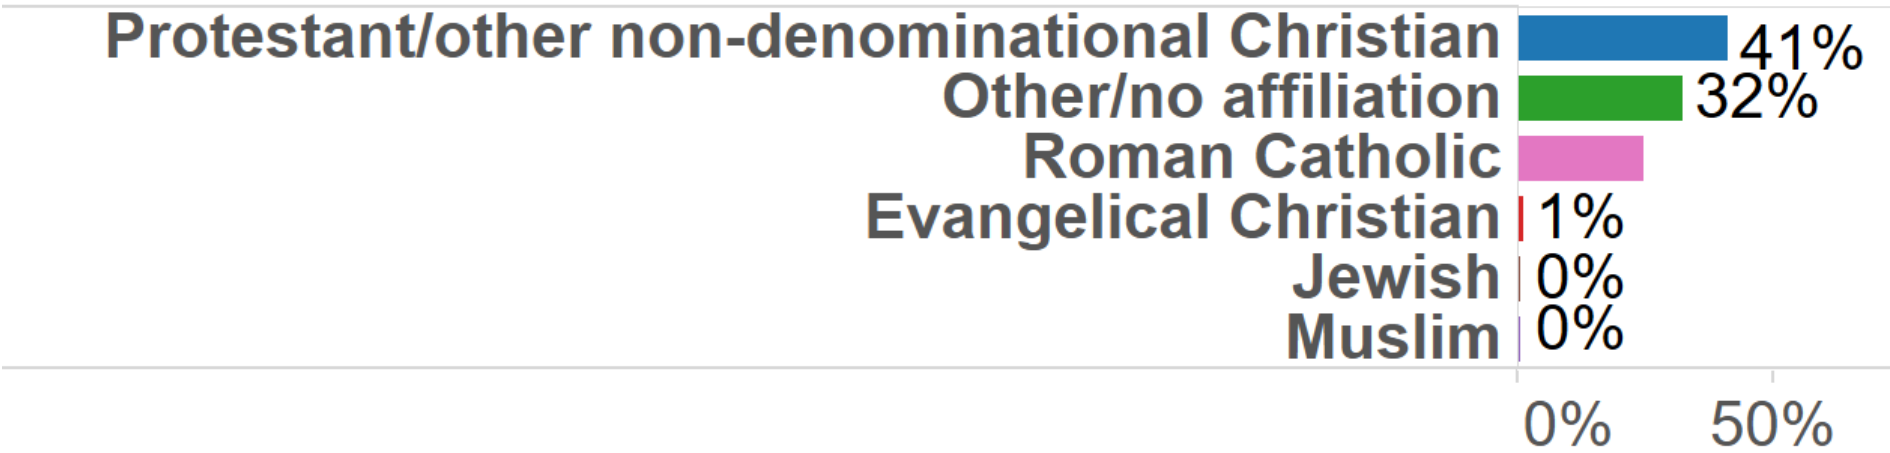 Protestant/other non-denominational Christian 41%
Other/no affiliation 32%
Roman Catholic
Evangelical Christian 1%
Jewish 0%
Muslim 0%
0% 50%